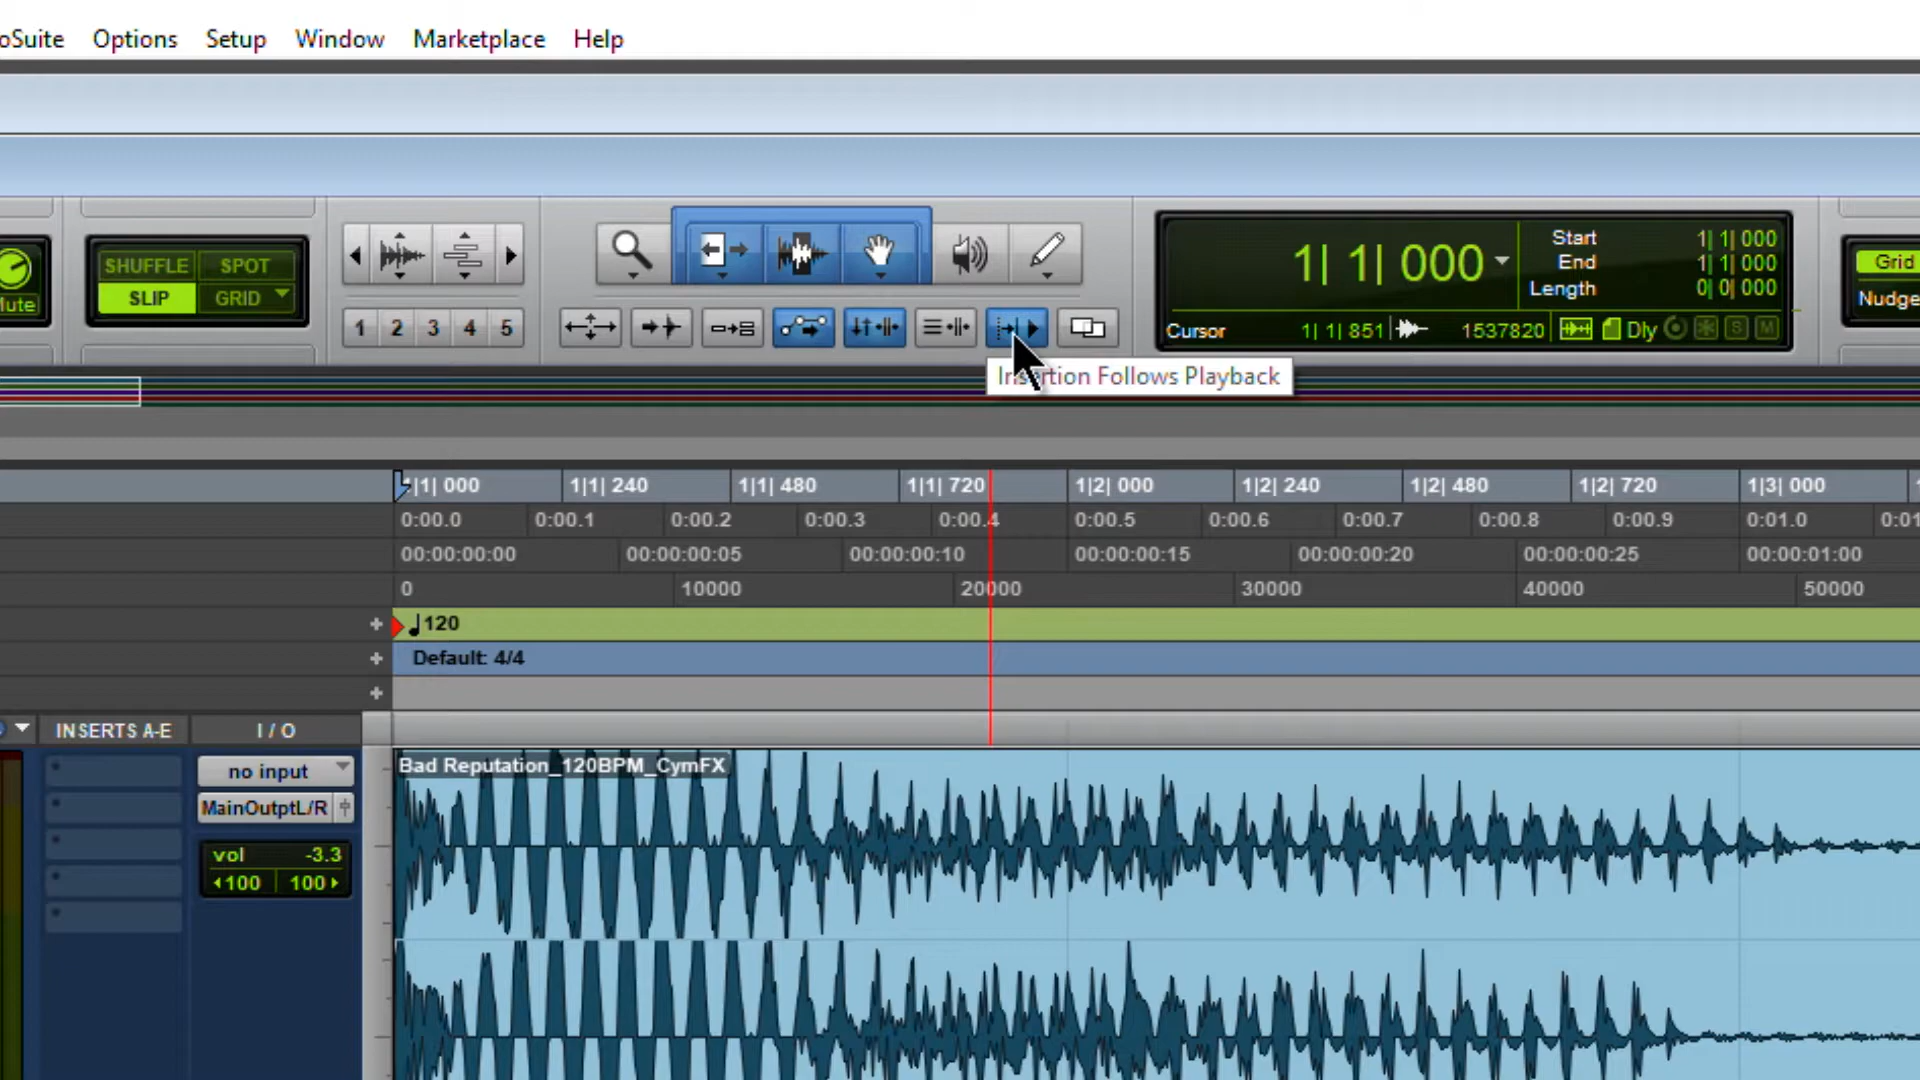 oSuite Options Setup Window Marketplace Help
SHUFFLE SPOT
SLIP GRID
1 2 3 4 5
Mute
1| 1| 000
Start 1| 1| 000
End 1| 1| 000
Length 0| 0| 000
Cursor 1| 1| 851 1537820 Dly S M
Grid
Nudge
Insertion Follows Playback
1|1| 000 1|1| 240 1|1| 480 1|1| 720 1|2| 000 1|2| 240 1|2| 480 1|2| 720 1|3| 000
0:00.0 0:00.1 0:00.2 0:00.3 0:00.4 0:00.5 0:00.6 0:00.7 0:00.8 0:00.9 0:01.0 0:01
00:00:00:00 00:00:00:05 00:00:00:10 00:00:00:15 00:00:00:20 00:00:00:25 00:00:01:00
0 10000 20000 30000 40000 50000
120
Default: 4/4
INSERTS A-E I / O
no input
MainOutptL/R
vol -3.3
100 100
Bad Reputation_120BPM_CymFX